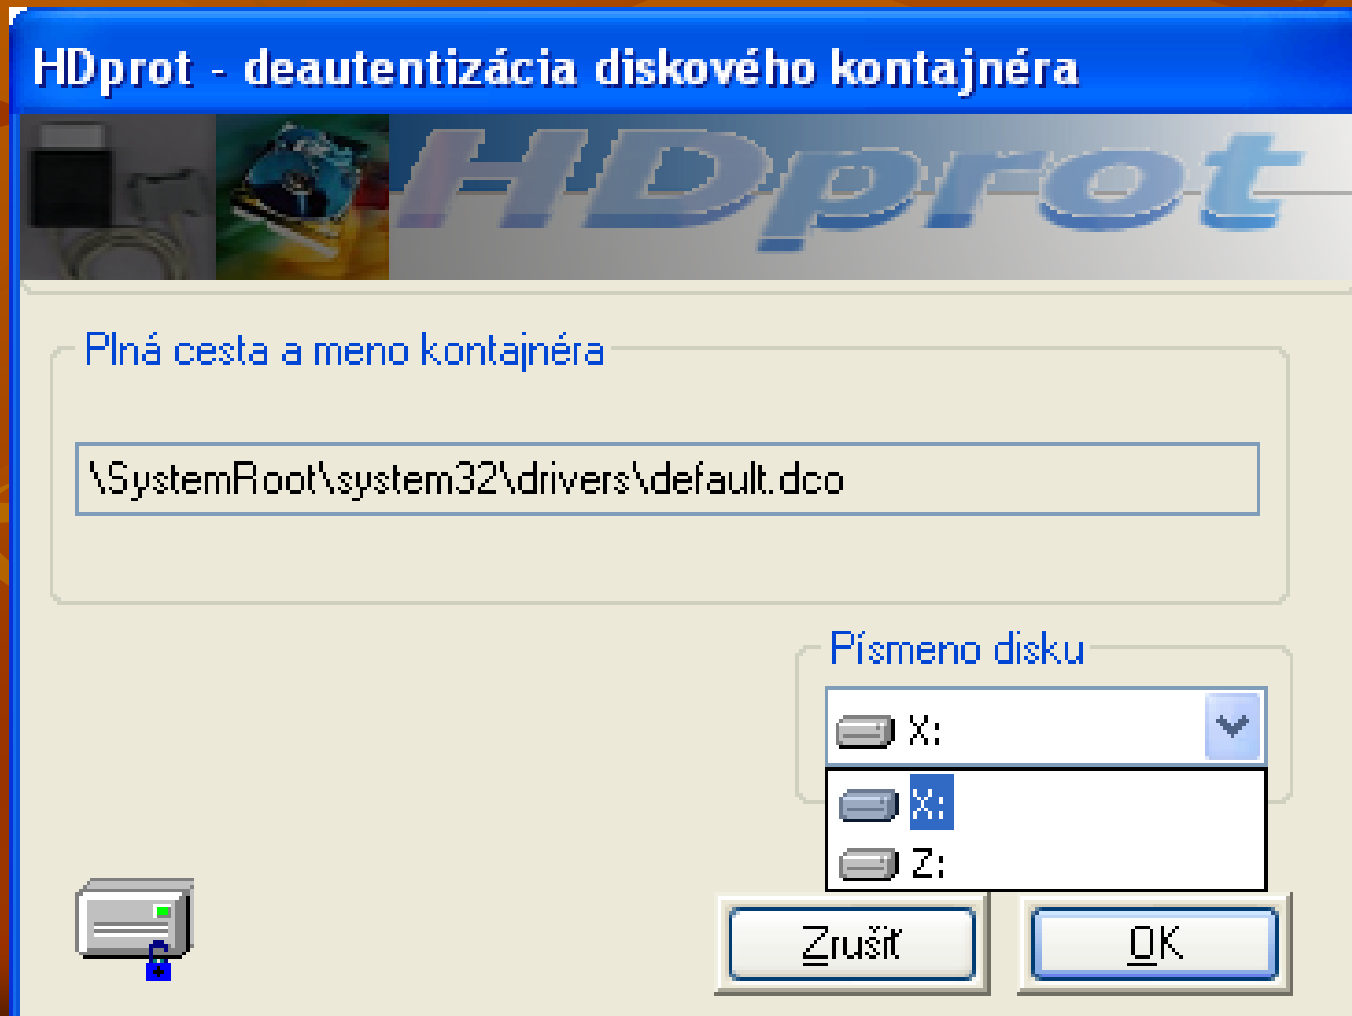 HDprot - deautentizácia diskového kontajnéra
HDprot
Plná cesta a meno kontajnéra
\SystemRoot\system32\drivers\default.dco
Písmeno disku
X:
X:
Z:
Zrušiť
OK